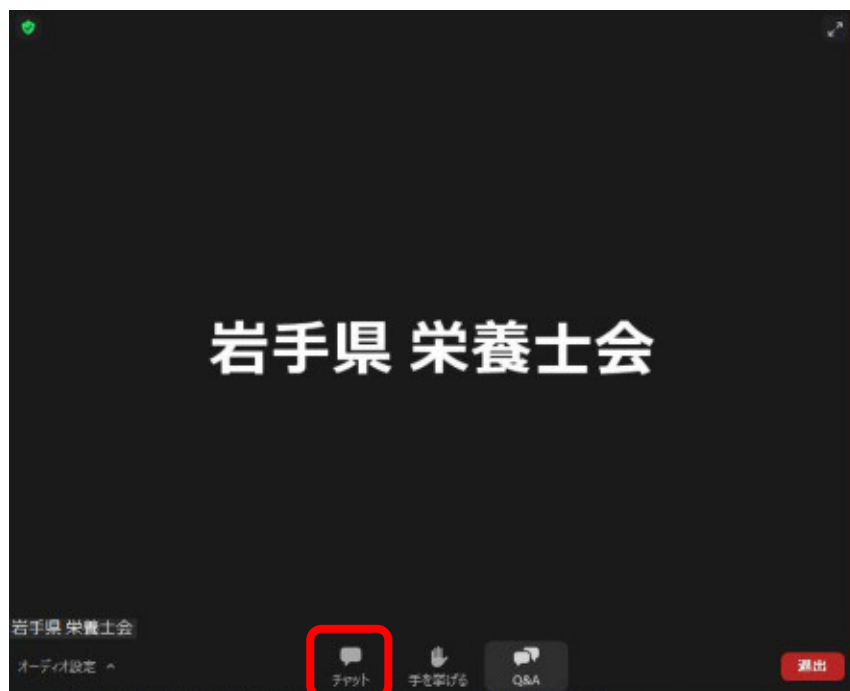 岩手県 栄養士会
岩手県 栄養士会
オーディオ設定
チャット
手を挙げる
Q&A
退出